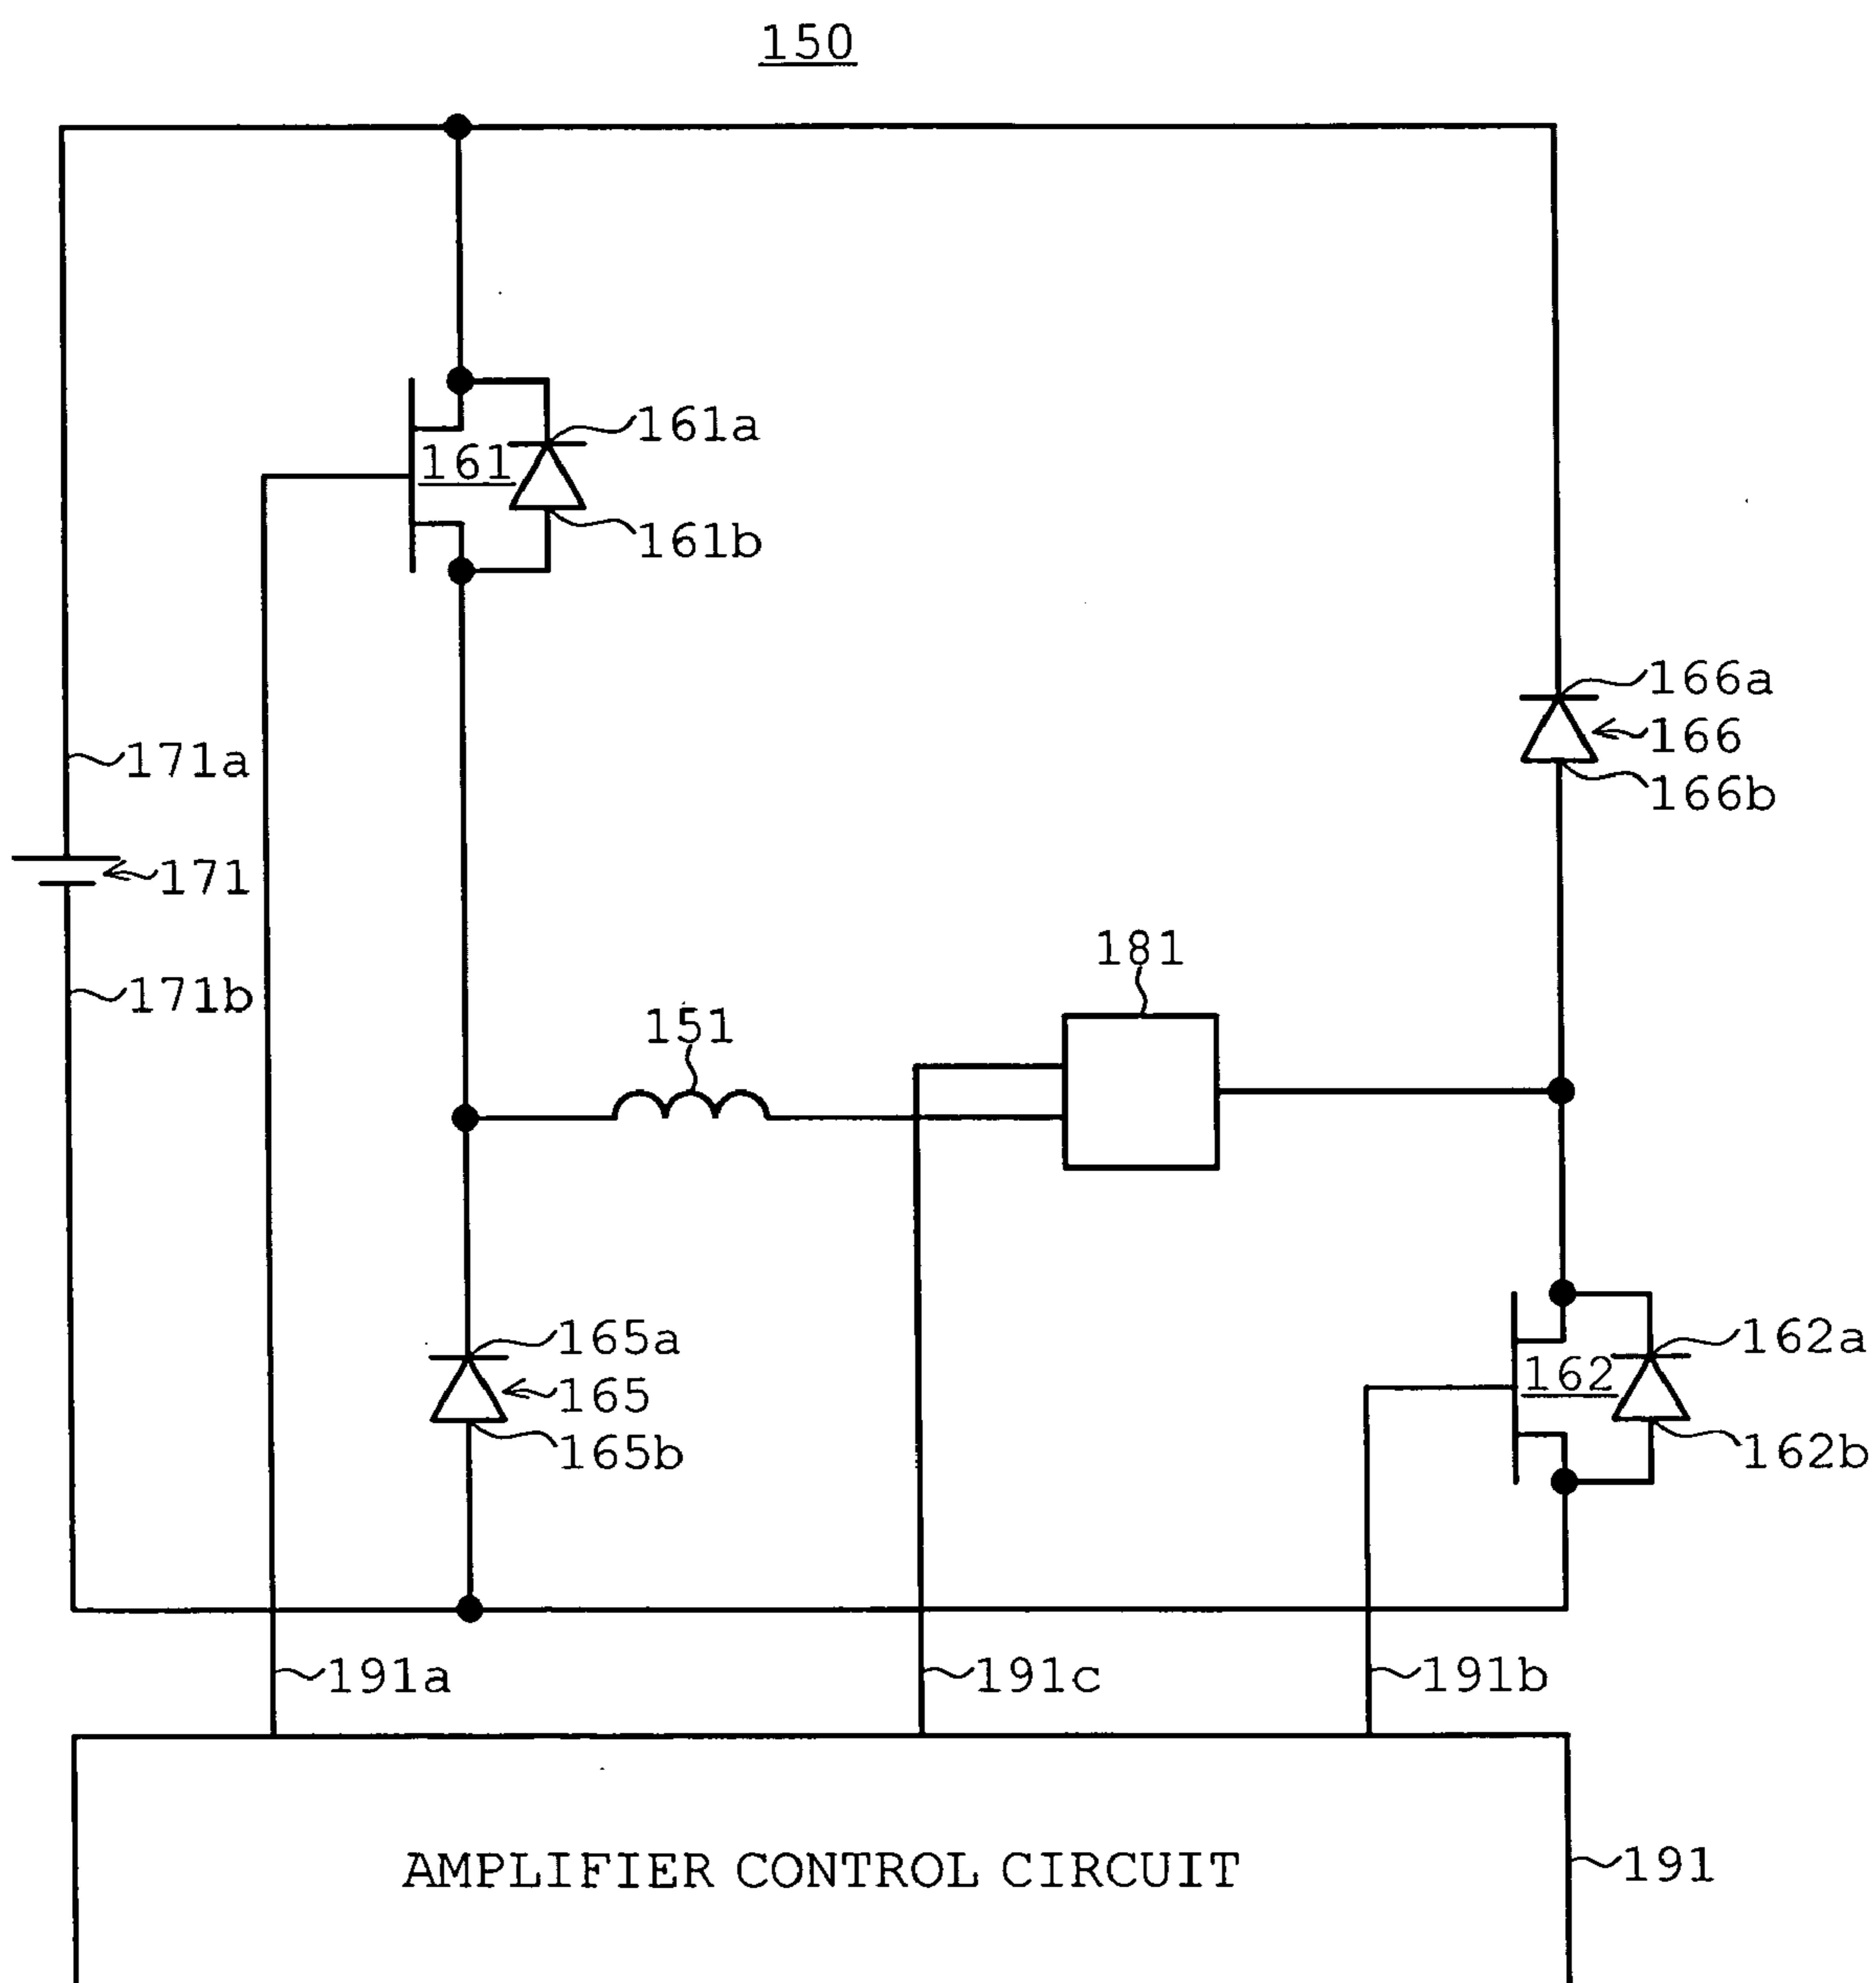 150
161a
161
161b
166a
166
166b
171a
171
171b
181
151
165a
165
165b
162a
162
162b
191a
191c
191b
AMPLIFIER CONTROL CIRCUIT
191